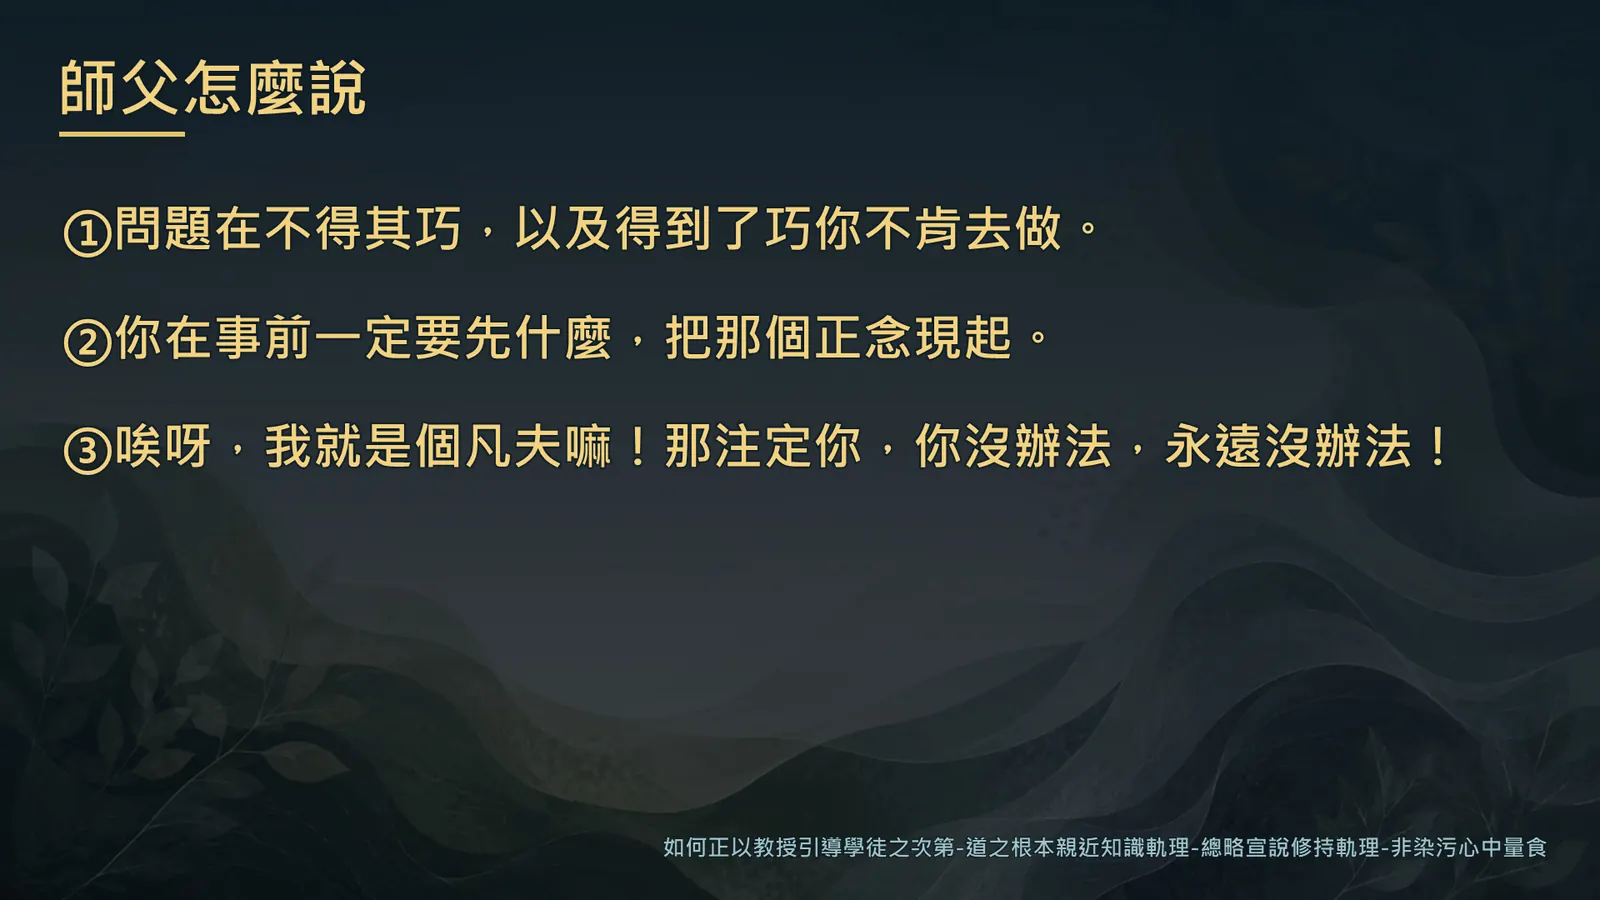 師父怎麼說
①問題在不得其巧，以及得到了巧你不肯去做。
②你在事前一定要先什麼，把那個正念現起。
③唉呀，我就是個凡夫嘛！那注定你，你沒辦法，永遠沒辦法！
如何正以教授引導學徒之次第-道之根本親近知識軌理-總略宣說修持軌理-非染污心中量食